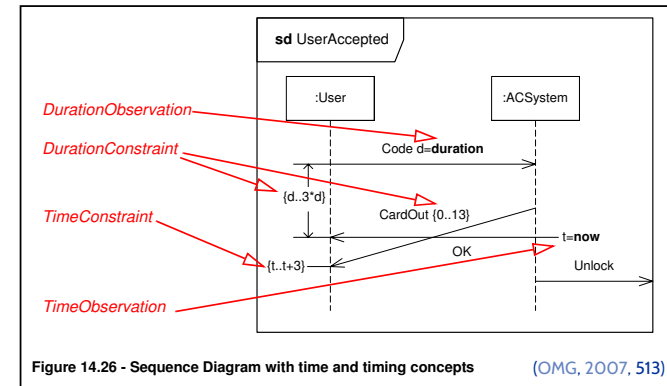 sd UserAccepted
:User
:ACSystem
DurationObservation
Code d=duration
DurationConstraint
{d..3*d}
CardOut {0..13}
TimeConstraint
t=now
OK
{t..t+3}
Unlock
TimeObservation
Figure 14.26 - Sequence Diagram with time and timing concepts
(OMG, 2007, 513)